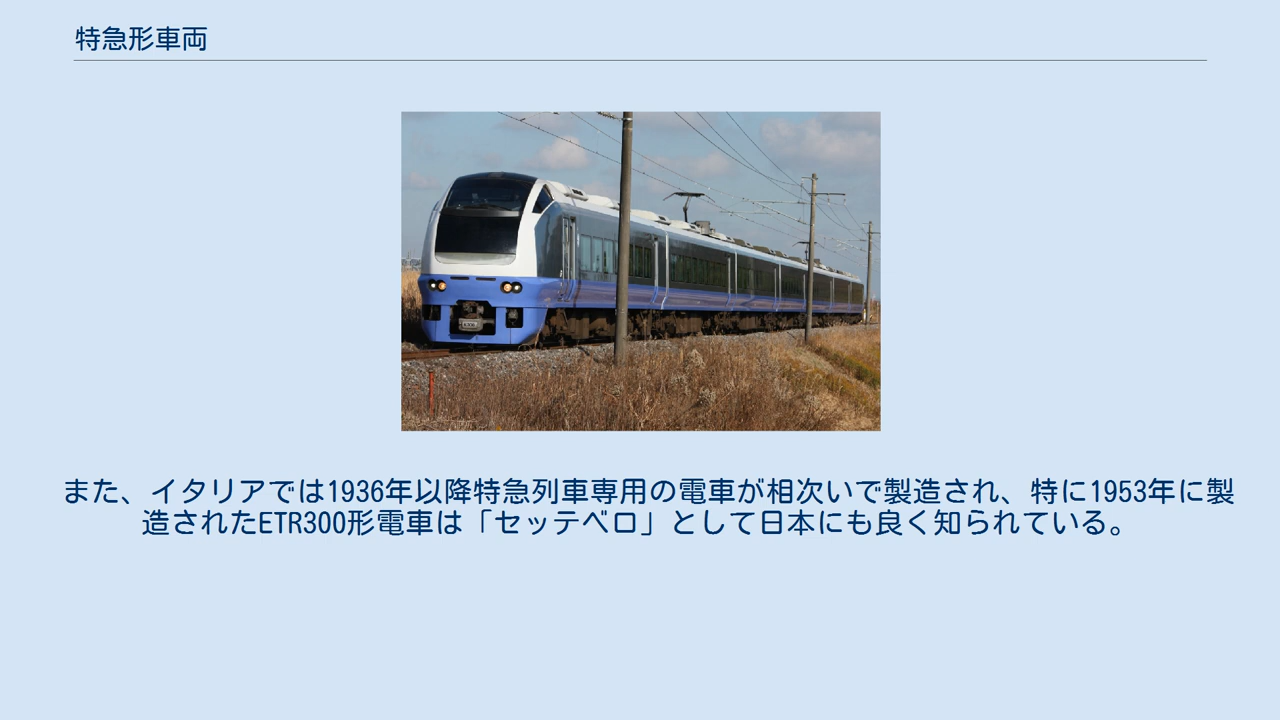 特急形車両
また、イタリアでは1936年以降特急列車専用の電車が相次いで製造され、特に1953年に製
造されたETR300形電車は「セッテベロ」として日本にも良く知られている。